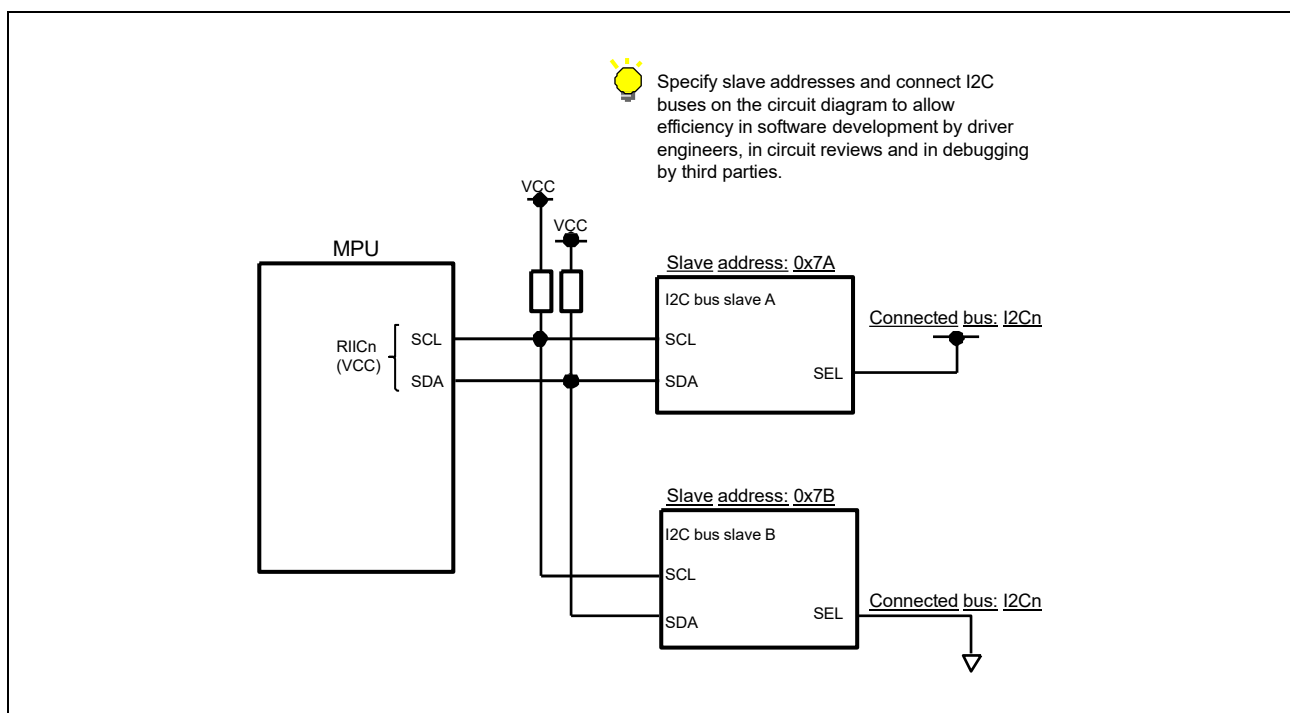 Specify slave addresses and connect I2C
buses on the circuit diagram to allow
efficiency in software development by driver
engineers, in circuit reviews and in debugging
by third parties.
VCC
VCC
MPU
RIICn
(VCC)
SCL
SDA
Slave address: 0x7A
I2C bus slave A
SCL
SDA
SEL
Connected bus: I2Cn
Slave address: 0x7B
I2C bus slave B
SCL
SDA
SEL
Connected bus: I2Cn